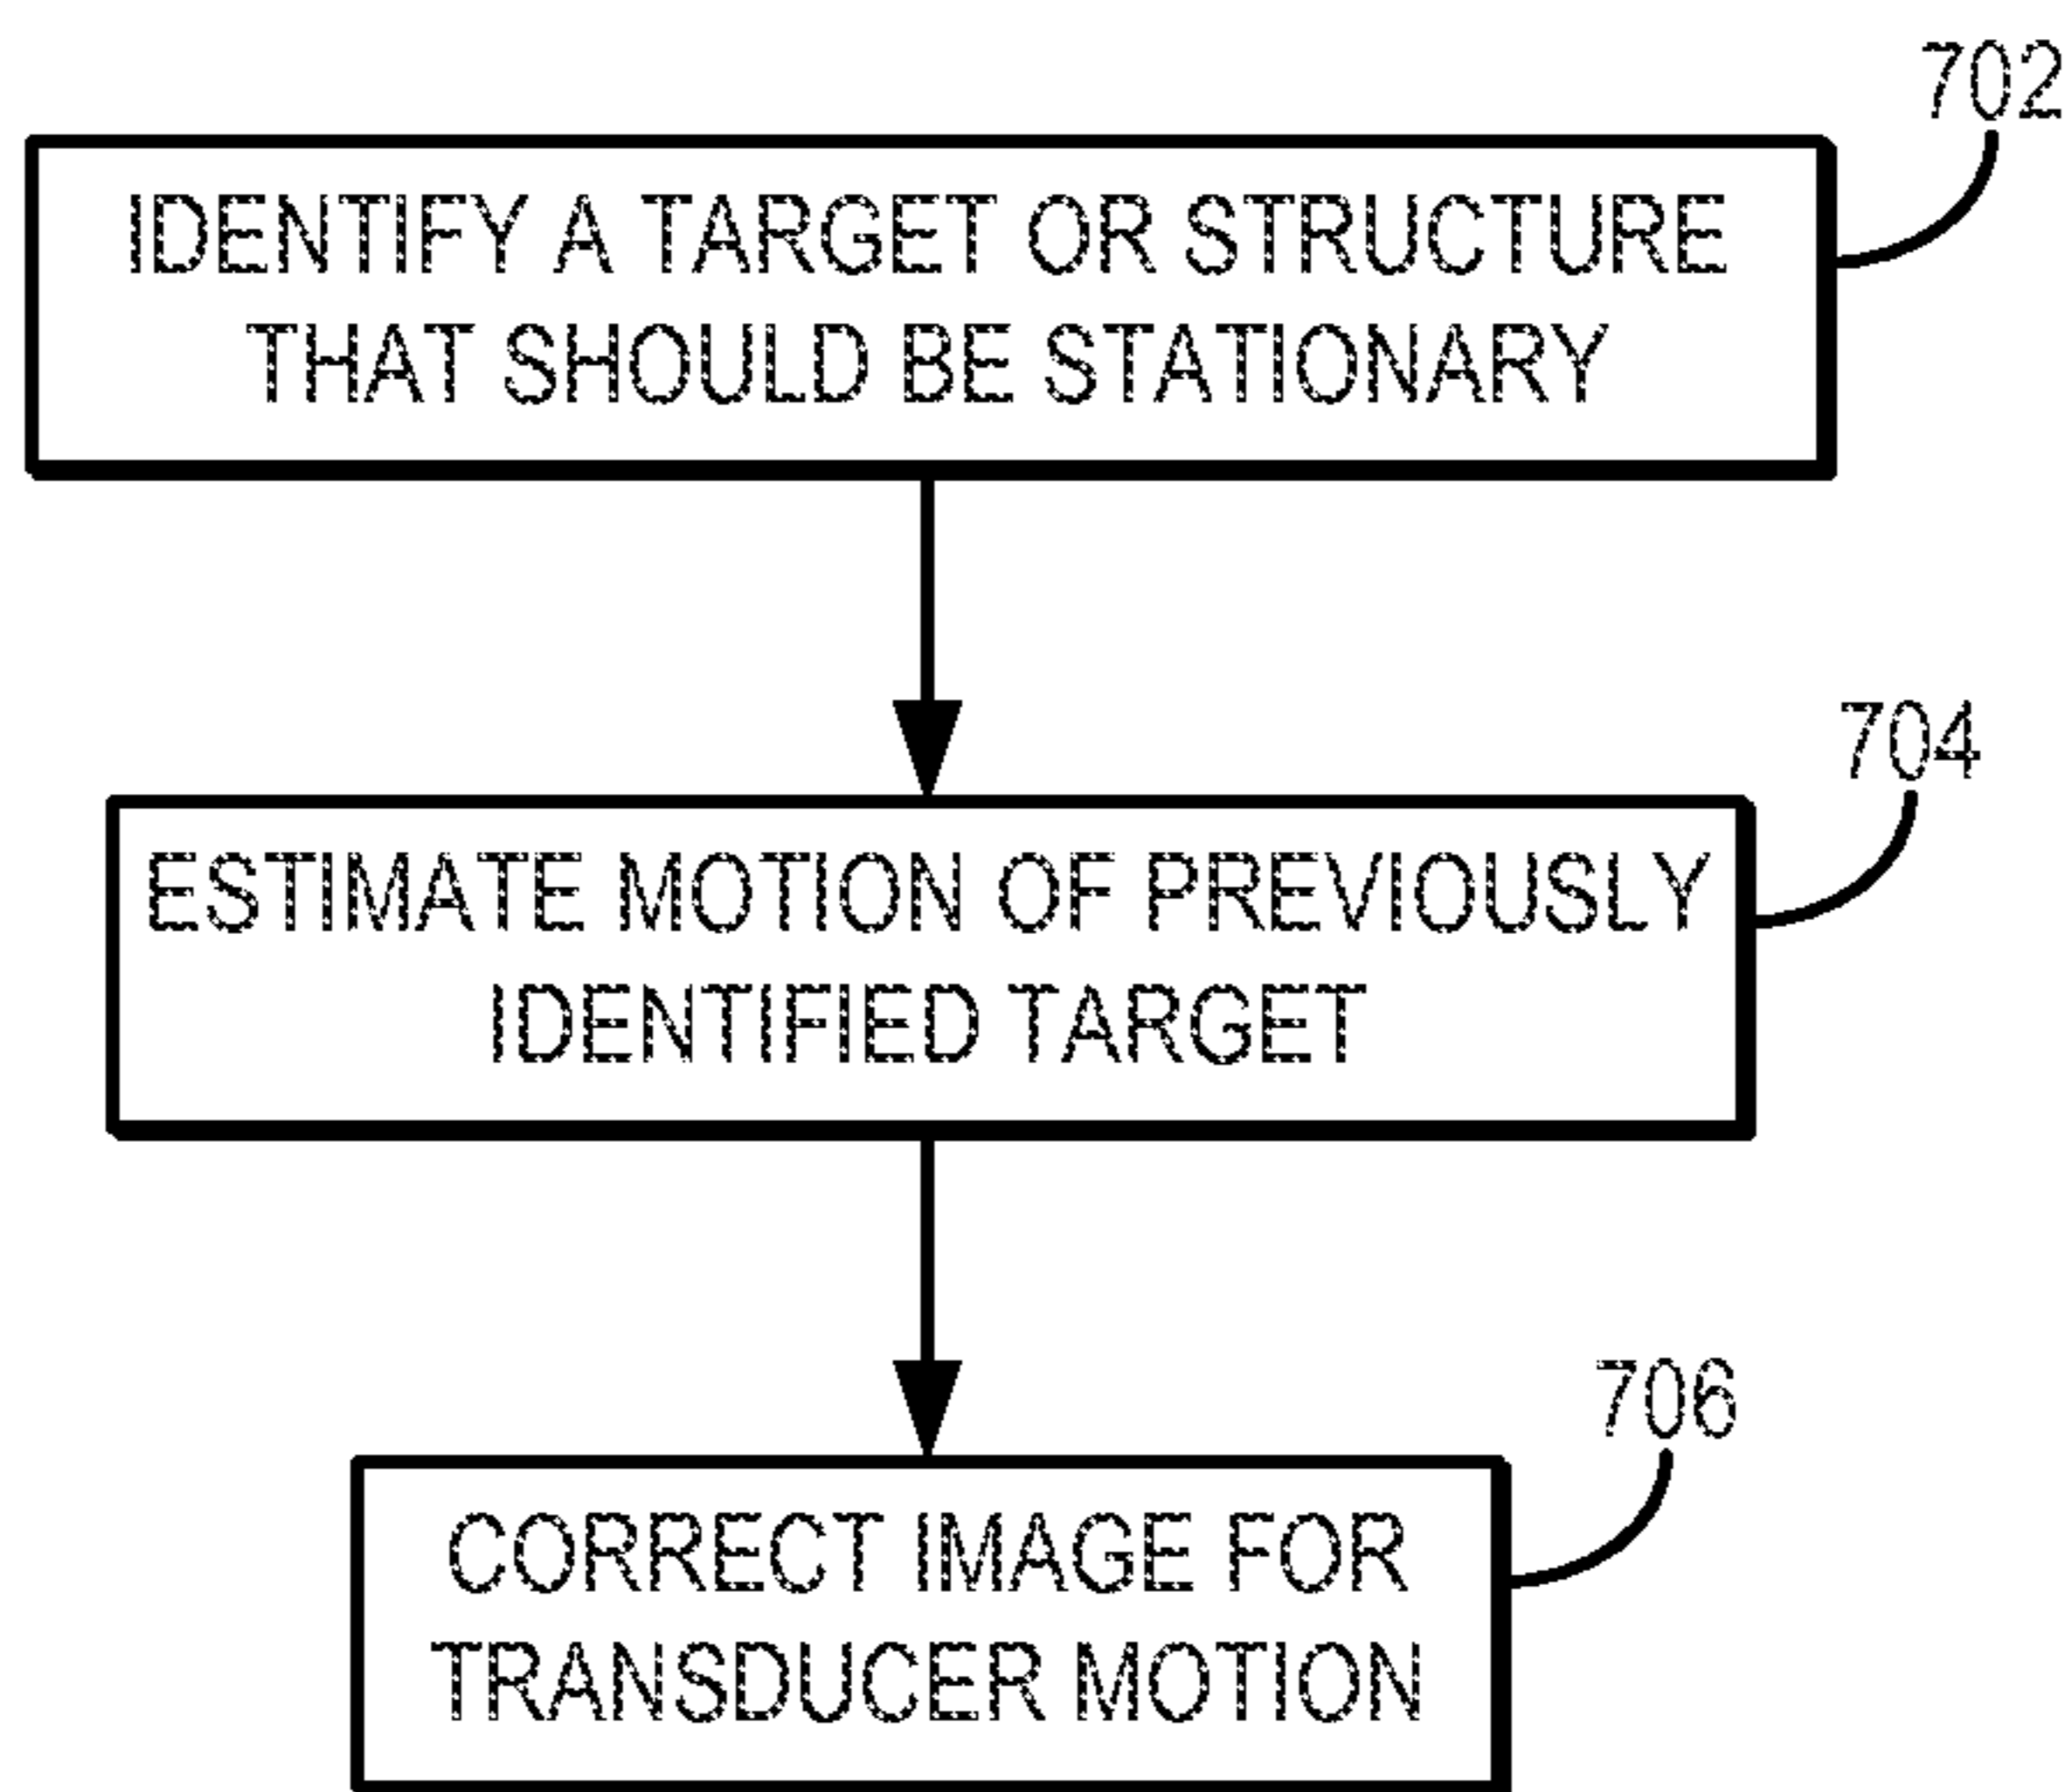 702
IDENTIFY A TARGET OR STRUCTURE
THAT SHOULD BE STATIONARY
704
ESTIMATE MOTION OF PREVIOUSLY
IDENTIFIED TARGET
706
CORRECT IMAGE FOR
TRANSDUCER MOTION